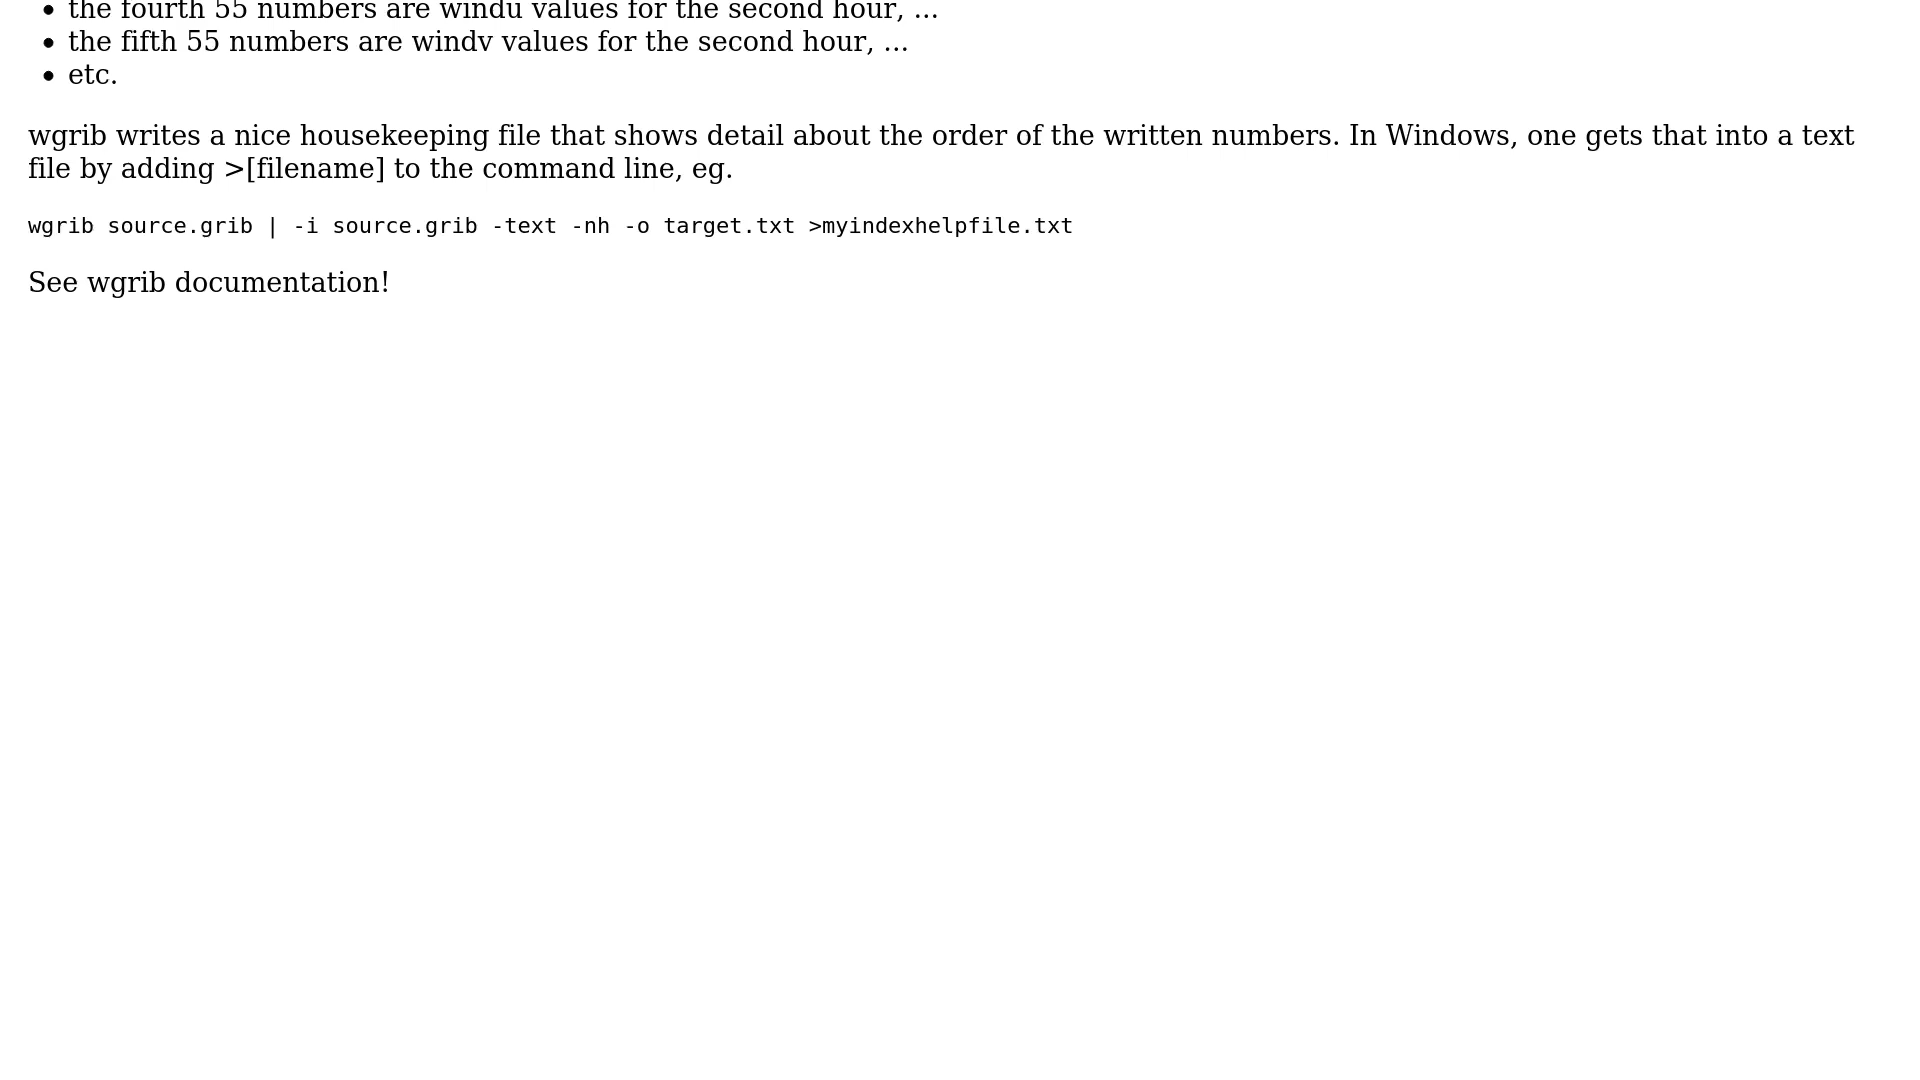 • the fourth 55 numbers are windu values for the second hour, ...
• the fifth 55 numbers are windv values for the second hour, ...
• etc.
wgrib writes a nice housekeeping file that shows detail about the order of the written numbers. In Windows, one gets that into a text
file by adding >[filename] to the command line, eg.
wgrib source.grib | -i source.grib -text -nh -o target.txt >myindexhelpfile.txt
See wgrib documentation!